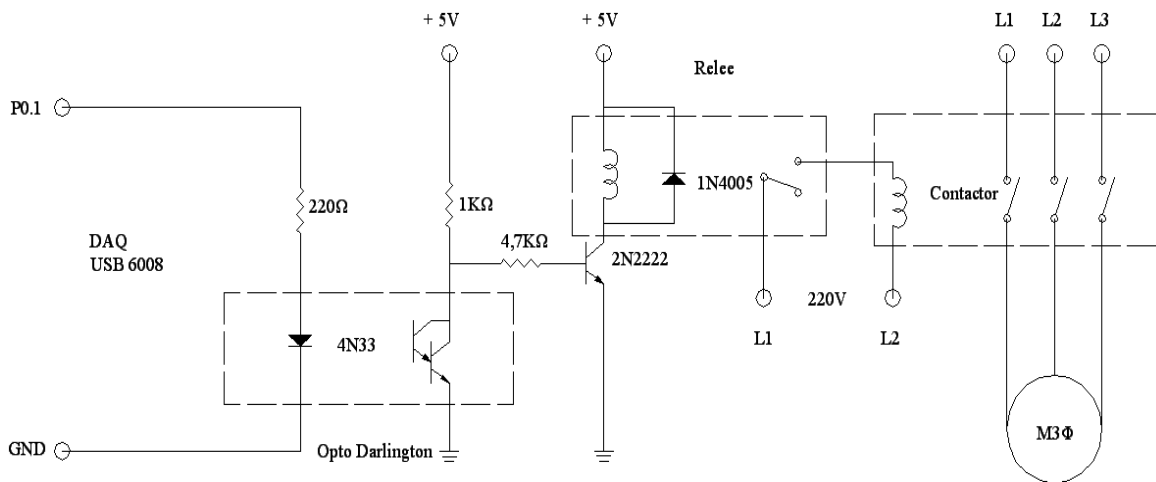 + 5V
+ 5V
L1
L2
L3
Relee
P0.1
1N4005
Contactor
220Ω
1KΩ
4,7KΩ
DAQ
USB 6008
2N2222
220V
L1
L2
4N33
M3Φ
GND
Opto Darlington